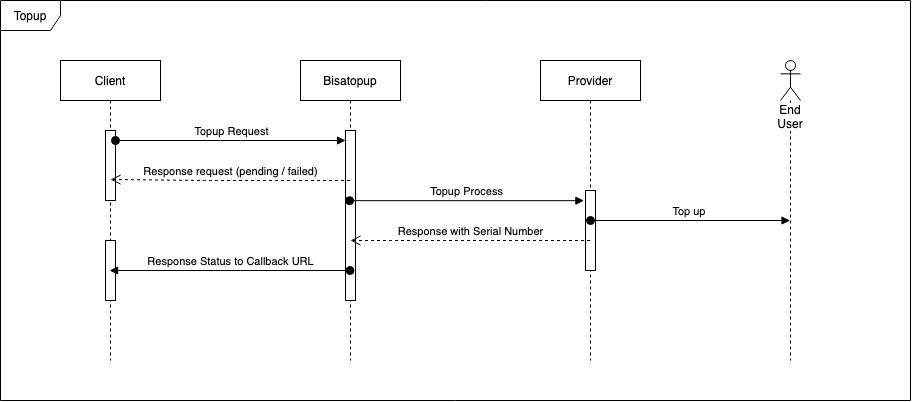 Topup
Client
Bisatopup
Provider
End
User
Topup Request
Response request (pending / failed)
Topup Process
Top up
Response with Serial Number
Response Status to Callback URL